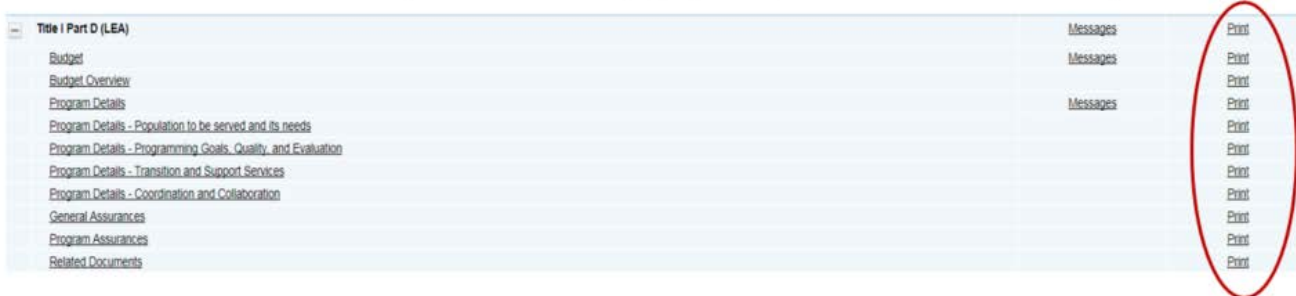 Title I Part D (LEA) Messages Print
Budget Messages Print
Budget Overview Print
Program Details Messages Print
Program Details - Population to be served and its needs Print
Program Details - Programming Goals, Quality, and Evaluation Print
Program Details - Transition and Support Services Print
Program Details - Coordination and Collaboration Print
General Assurances Print
Program Assurances Print
Related Documents Print